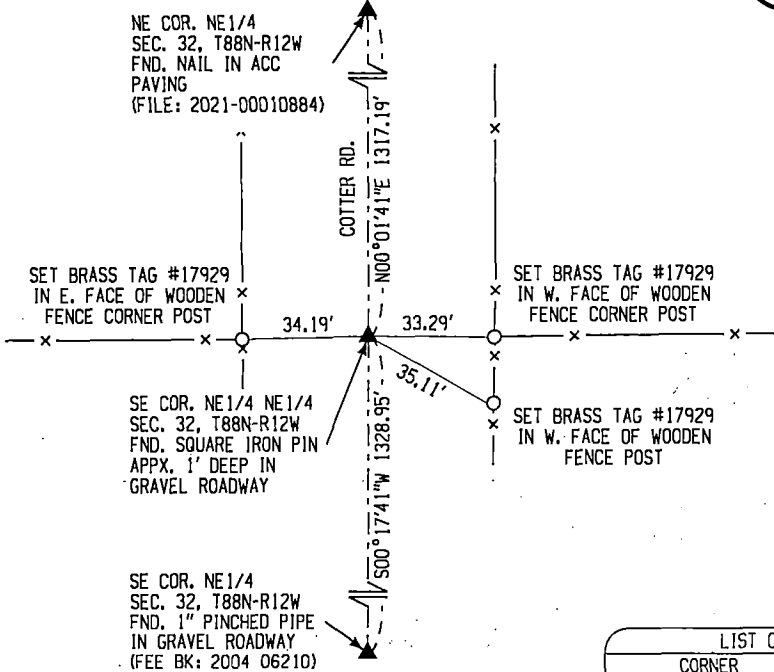 NE COR. NE1/4
SEC. 32, T88N-R12W
FND. NAIL IN ACC
PAVING
(FILE: 2021-00010884)
COTTER RD.
N00°01'41"E 1317.19'
SET BRASS TAG #17929
IN E. FACE OF WOODEN
FENCE CORNER POST
34.19'
33.29'
SET BRASS TAG #17929
IN W. FACE OF WOODEN
FENCE CORNER POST
35.11'
SE COR. NE1/4 NE1/4
SEC. 32, T88N-R12W
FND. SQUARE IRON PIN
APPX. 1' DEEP IN
GRAVEL ROADWAY
SET BRASS TAG #17929
IN W. FACE OF WOODEN
FENCE POST
S00°17'41"W 1328.95'
SE COR. NE1/4
SEC. 32, T88N-R12W
FND. 1" PINCHED PIPE
IN GRAVEL ROADWAY
(FEE BK: 2004 06210)
LIST
CORNER